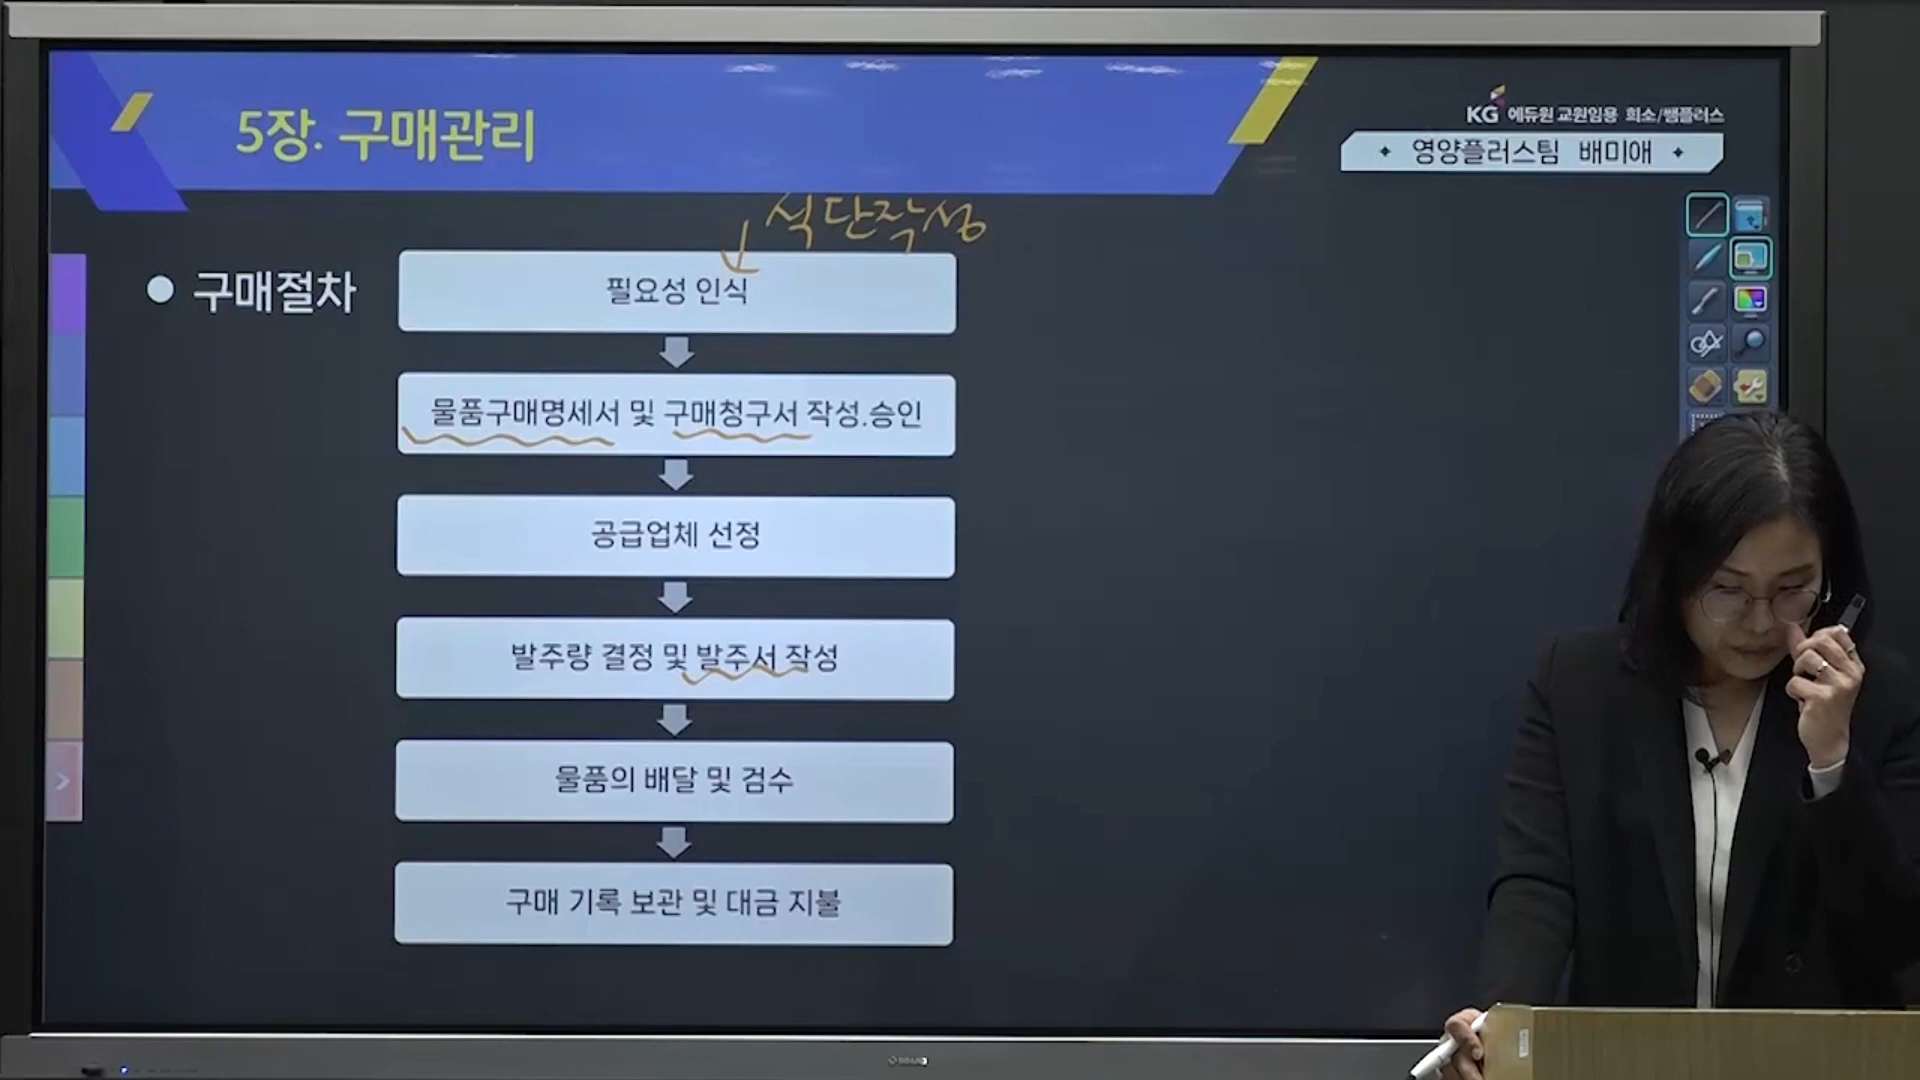 5장. 구매관리
KG 에듀원 교원임용 희소/쌤플러스
영양플러스팀 배미애
식단작성
구매절차
필요성 인식
물품구매명세서 및 구매청구서 작성.승인
공급업체 선정
발주량 결정 및 발주서 작성
물품의 배달 및 검수
구매 기록 보관 및 대금 지불